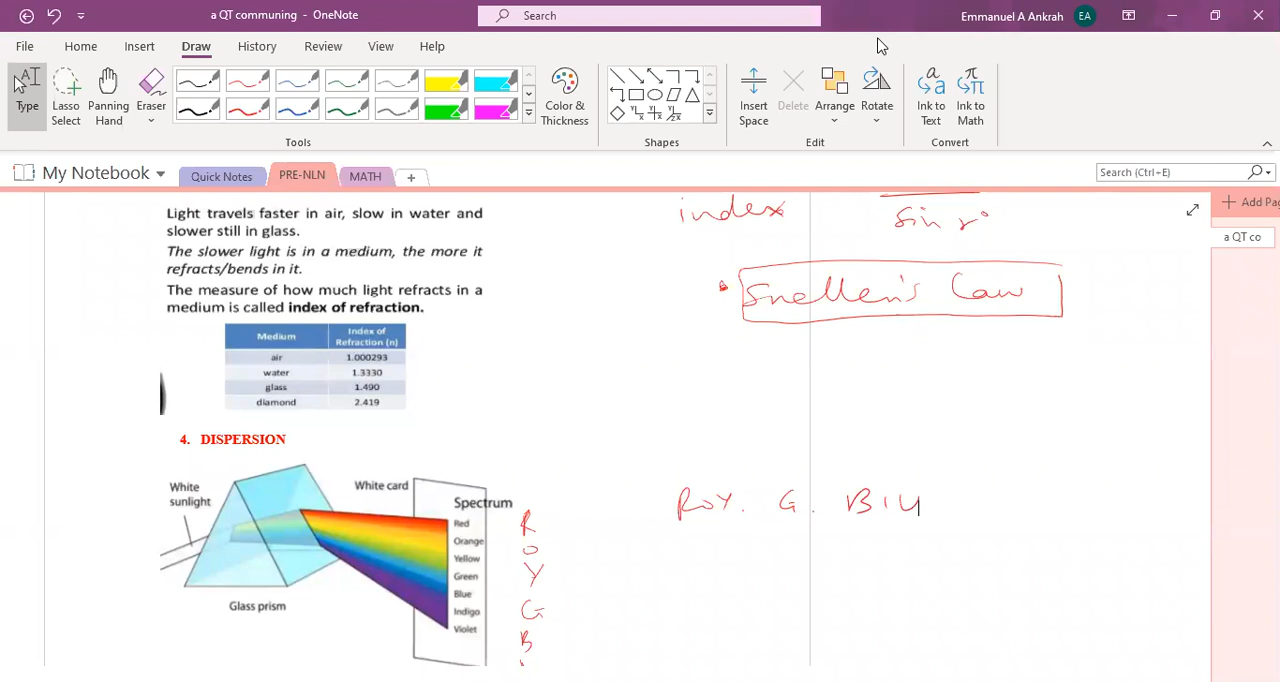 a QT communing - OneNote
Search
Emmanuel A Ankrah
EA
File Home Insert Draw History Review View Help
Type
Lasso Select
Panning Hand
Eraser
Color & Thickness
Insert Space
Delete
Arrange
Rotate
Ink to Text
Ink to Math
Tools
Shapes
Edit
Convert
My Notebook
Quick Notes
PRE-NLN
MATH
Search (Ctrl+E)
Add Pag
a QT co
Light travels faster in air, slow in water and
slower still in glass.
The slower light is in a medium, the more it
refracts/bends in it.
The measure of how much light refracts in a
medium is called index of refraction.
Medium Index of Refraction (n)
air 1.000293
water 1.3330
glass 1.490
diamond 2.419
index
sin r°
Snellen's Law
4. DISPERSION
White sunlight
White card
Glass prism
Spectrum
Red
Orange
Yellow
Green
Blue
Indigo
Violet
R
O
Y
G
B
ROY. G. BIV